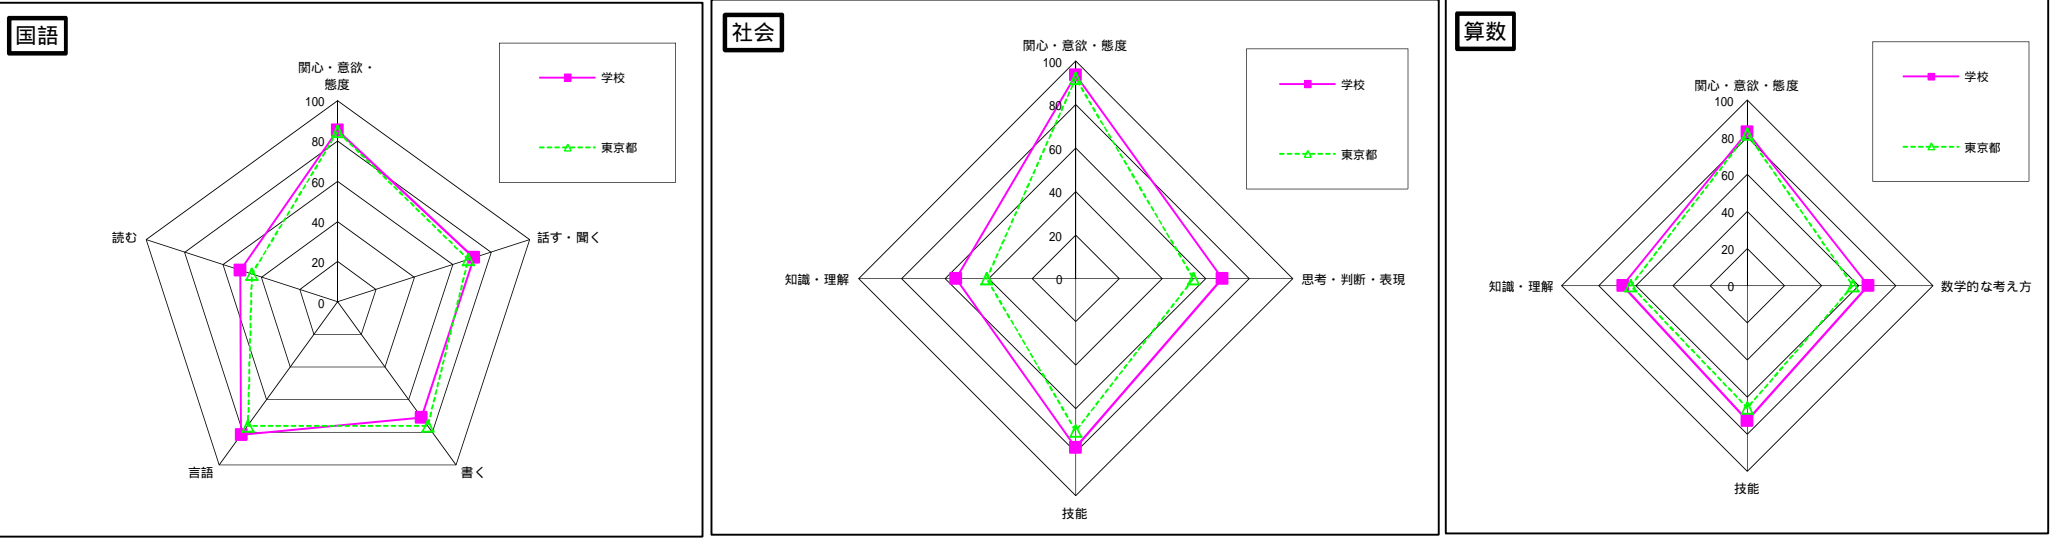 国語
学校
東京都
関心・意欲・
態度
100
80
60
40
20
0
話す・聞く
書く
言語
読む
社会
学校
東京都
関心・意欲・態度
100
80
60
40
20
0
思考・判断・表現
技能
知識・理解
算数
学校
東京都
関心・意欲・態度
100
80
60
40
20
0
数学的な考え方
技能
知識・理解